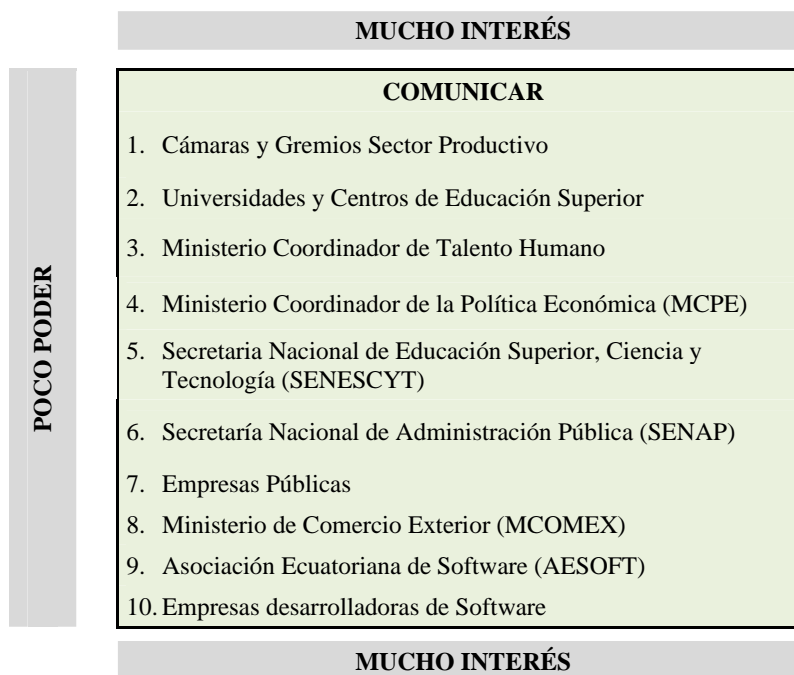 MUCHO INTERÉS
POCO PODER
COMUNICAR
1. Cámaras y Gremios Sector Productivo
2. Universidades y Centros de Educación Superior
3. Ministerio Coordinador de Talento Humano
4. Ministerio Coordinador de la Política Económica (MCPE)
5. Secretaria Nacional de Educación Superior, Ciencia y
Tecnología (SENESCYT)
6. Secretaría Nacional de Administración Pública (SENAP)
7. Empresas Públicas
8. Ministerio de Comercio Exterior (MCOMEX)
9. Asociación Ecuatoriana de Software (AESOFT)
10. Empresas desarrolladoras de Software
MUCHO INTERÉS